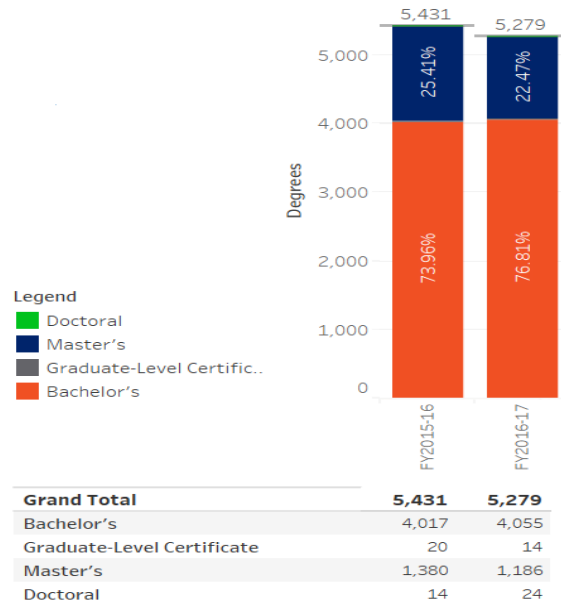 5,431
5,279
5,000
4,000
3,000
2,000
1,000
0
Degrees
25.41%
22.47%
73.96%
76.81%
Legend
Doctoral
Master's
Graduate-Level Certific..
Bachelor's
FY2015-16
FY2016-17
Grand Total 5,431 5,279
Bachelor's 4,017 4,055
Graduate-Level Certificate 20 14
Master's 1,380 1,186
Doctoral 14 24